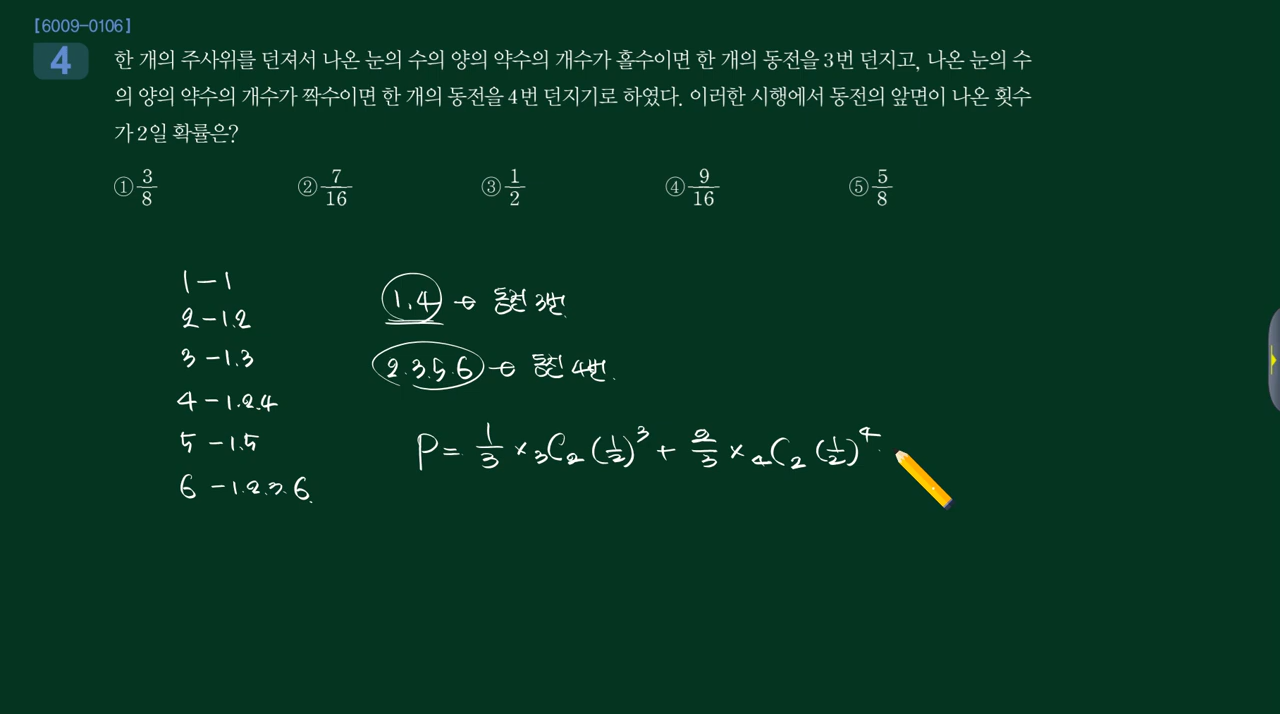 [6009-0106]
4
한 개의 주사위를 던져서 나온 눈의 수의 양의 약수의 개수가 홀수이면 한 개의 동전을 3번 던지고, 나온 눈의 수
의 양의 약수의 개수가 짝수이면 한 개의 동전을 4번 던지기로 하였다. 이러한 시행에서 동전의 앞면이 나온 횟수
가 2일 확률은?
① 3/8 ② 7/16 ③ 1/2 ④ 9/16 ⑤ 5/8
1 - 1
2 - 1.2
3 - 1.3
4 - 1.2.4
5 - 1.5
6 - 1.2.3.6.
1.4 → 동전 3번.
2.3.5.6 → 동전 4번.
P = 1/3 × ₃C₂ (1/2)³ + 2/3 × ₄C₂ (1/2)⁴